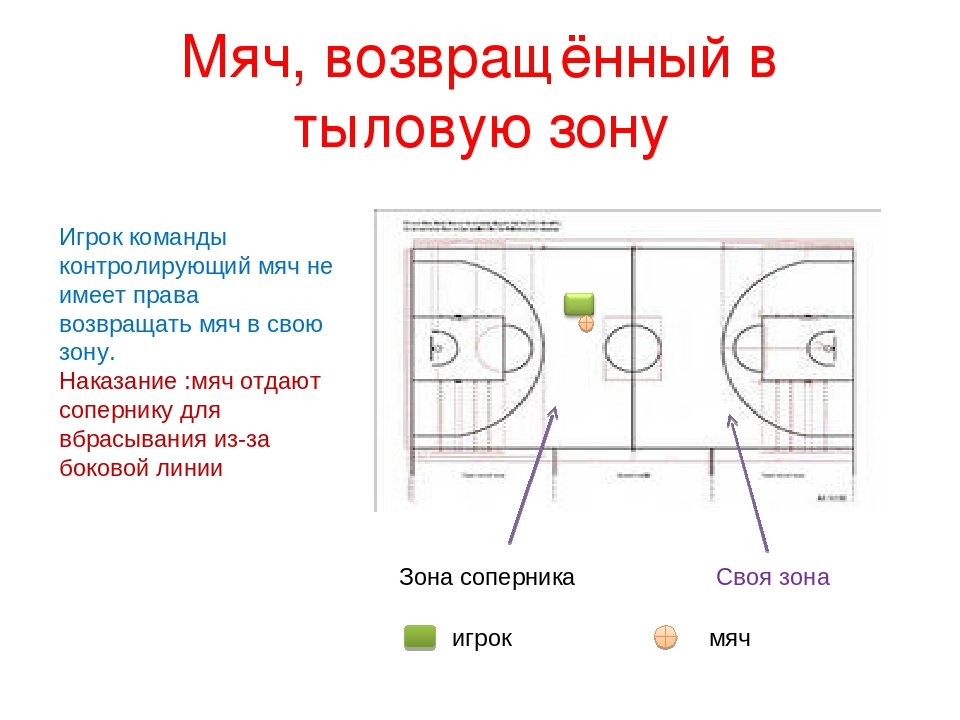 Мяч, возвращённый в
тыловую зону
Игрок команды
контролирующий мяч не
имеет права
возвращать мяч в свою
зону.
Наказание :мяч отдают
сопернику для
вбрасывания из-за
боковой линии
Зона соперника
Своя зона
игрок
мяч